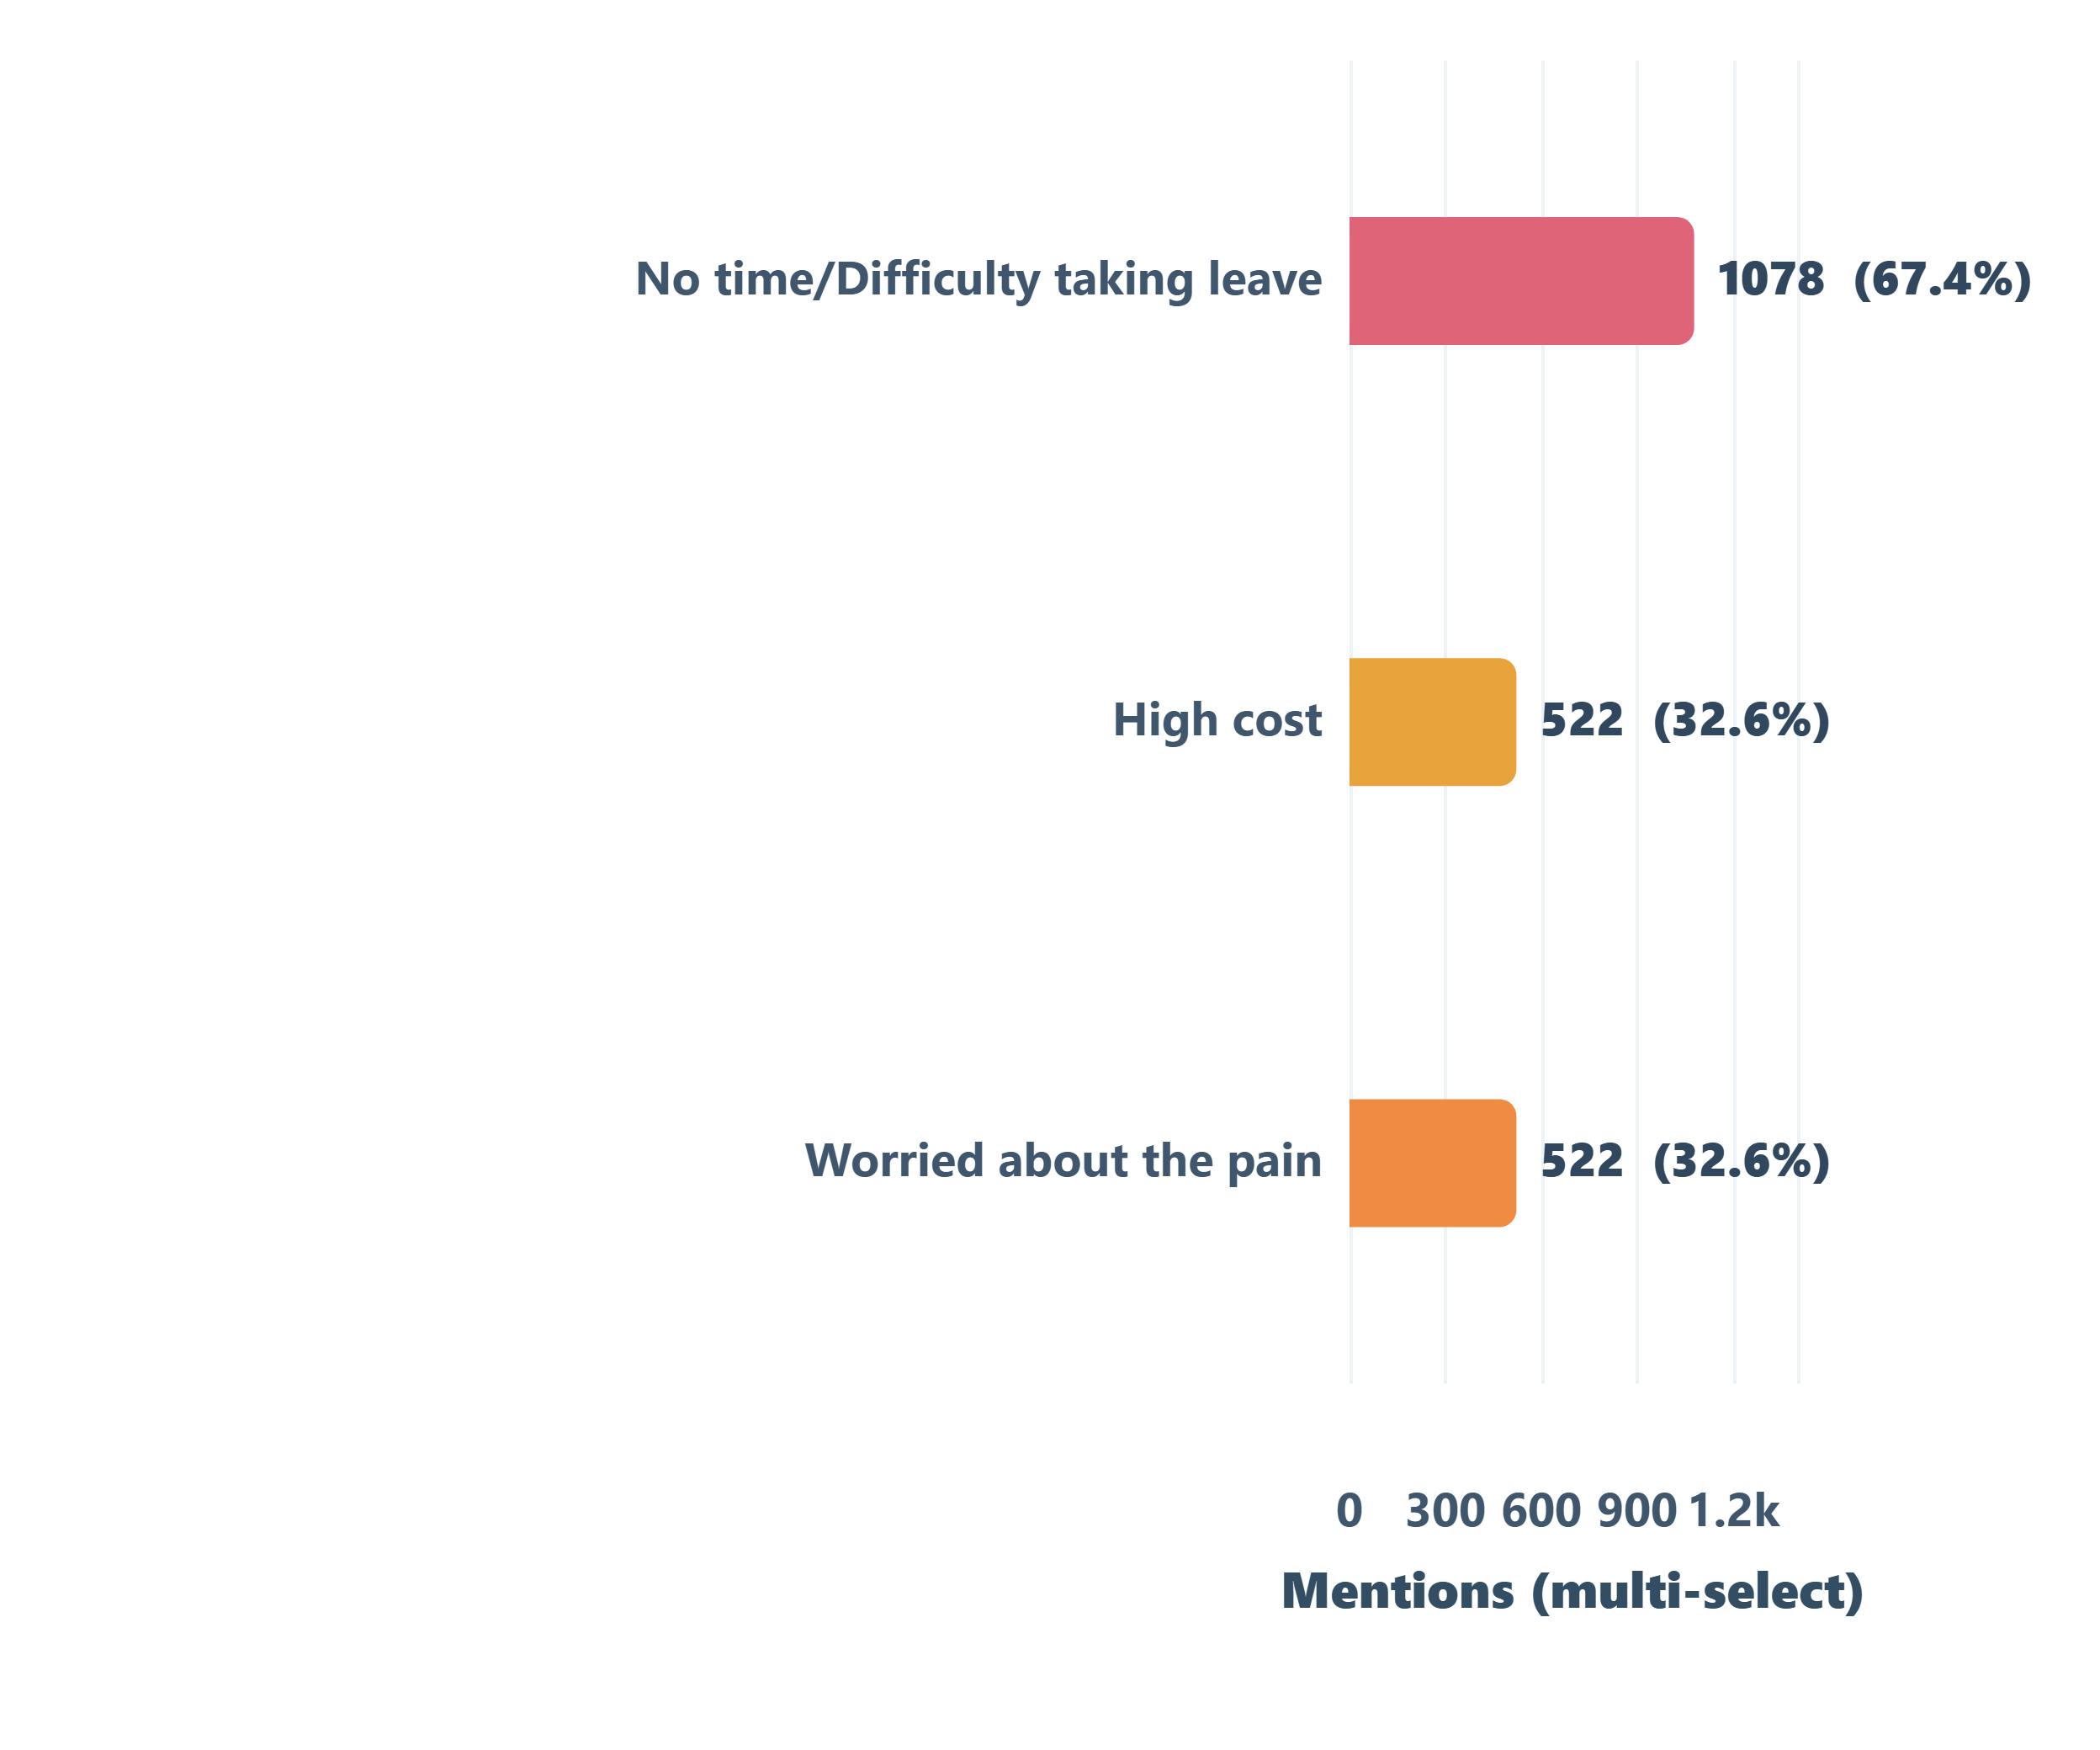 No time/Difficulty taking leave 1078 (67.4%)
High cost 522 (32.6%)
Worried about the pain 522 (32.6%)
0 300 600 900 1.2k
Mentions (multi-select)